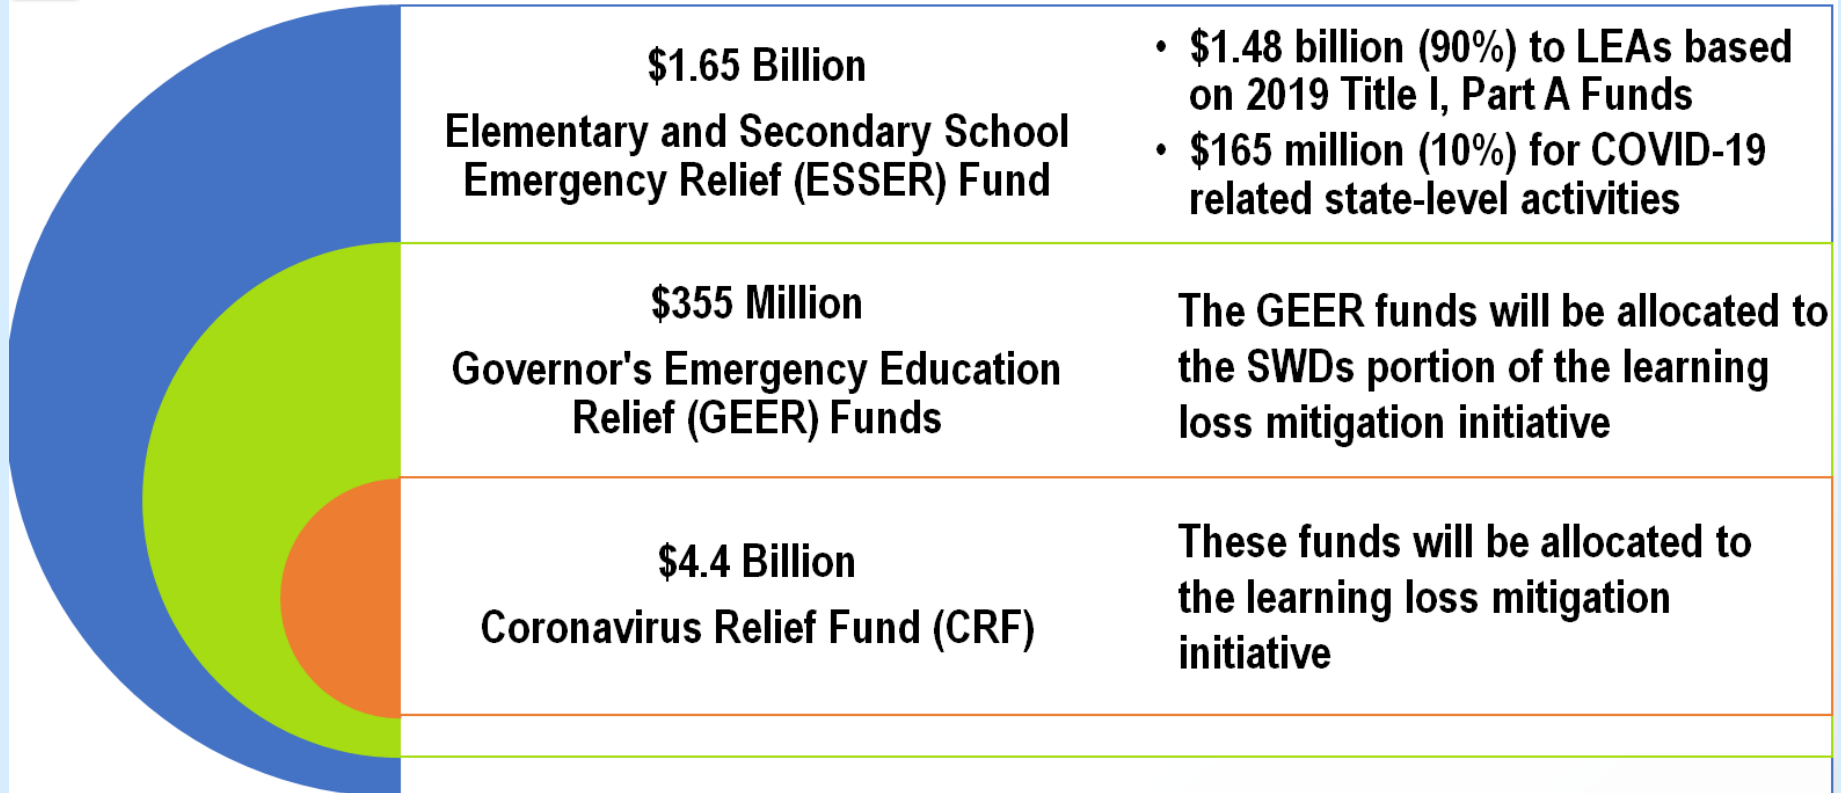 $1.65 Billion
Elementary and Secondary School
Emergency Relief (ESSER) Fund
• $1.48 billion (90%) to LEAs based
on 2019 Title I, Part A Funds
• $165 million (10%) for COVID-19
related state-level activities
$355 Million
Governor's Emergency Education
Relief (GEER) Funds
The GEER funds will be allocated to
the SWDs portion of the learning
loss mitigation initiative
$4.4 Billion
Coronavirus Relief Fund (CRF)
These funds will be allocated to
the learning loss mitigation
initiative